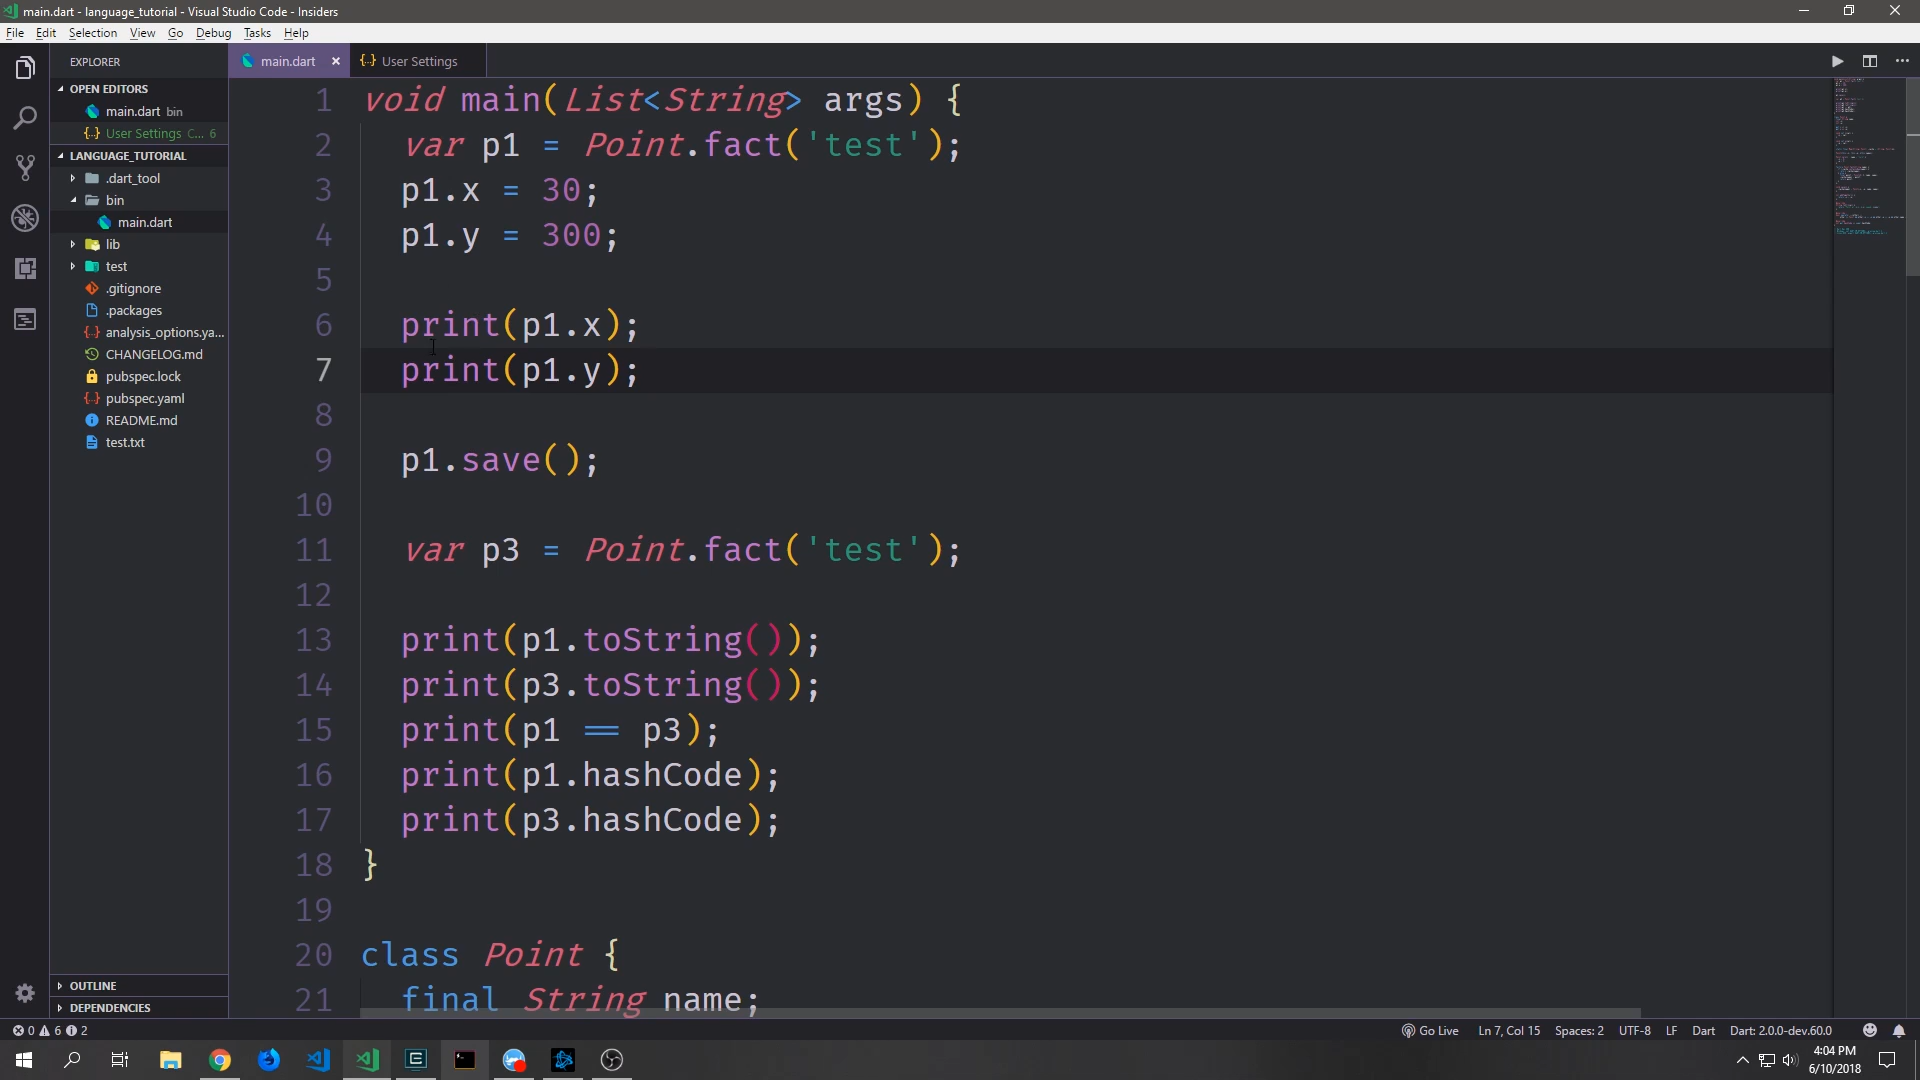 main.dart - language_tutorial - Visual Studio Code - Insiders
File Edit Selection View Go Debug Tasks Help
EXPLORER
OPEN EDITORS
main.dart bin
User Settings C... 6
LANGUAGE_TUTORIAL
.dart_tool
bin
main.dart
lib
test
.gitignore
.packages
analysis_options.ya...
CHANGELOG.md
pubspec.lock
pubspec.yaml
README.md
test.txt
OUTLINE
DEPENDENCIES
main.dart
User Settings
1 void main(List<String> args) {
2 var p1 = Point.fact('test');
3 p1.x = 30;
4 p1.y = 300;
5
6 print(p1.x);
7 print(p1.y);
8
9 p1.save();
10
11 var p3 = Point.fact('test');
12
13 print(p1.toString());
14 print(p3.toString());
15 print(p1 == p3);
16 print(p1.hashCode);
17 print(p3.hashCode);
18 }
19
20 class Point {
21 final String name;
0 6 2
Go Live Ln 7, Col 15 Spaces: 2 UTF-8 LF Dart Dart: 2.0.0-dev.60.0
4:04 PM
6/10/2018